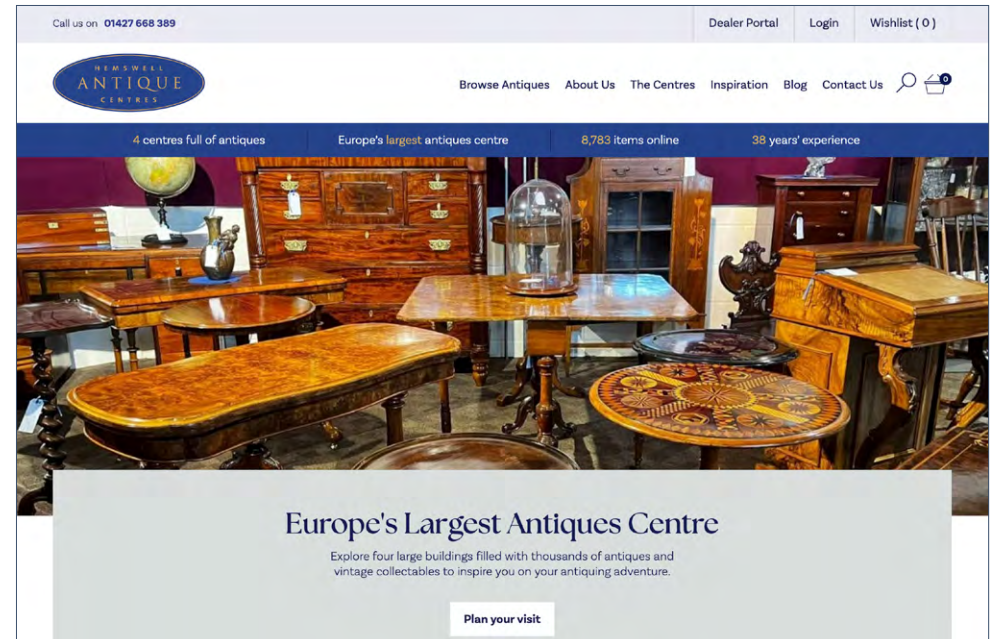 Call us on 01427 668 389
Dealer Portal
Login
Wishlist ( 0 )
HEMSWELL
ANTIQUE
CENTRES
Browse Antiques
About Us
The Centres
Inspiration
Blog
Contact Us
0
4 centres full of antiques
Europe's largest antiques centre
8,783 items online
38 years' experience
Europe's Largest Antiques Centre
Explore four large buildings filled with thousands of antiques and
vintage collectables to inspire you on your antiquing adventure.
Plan your visit